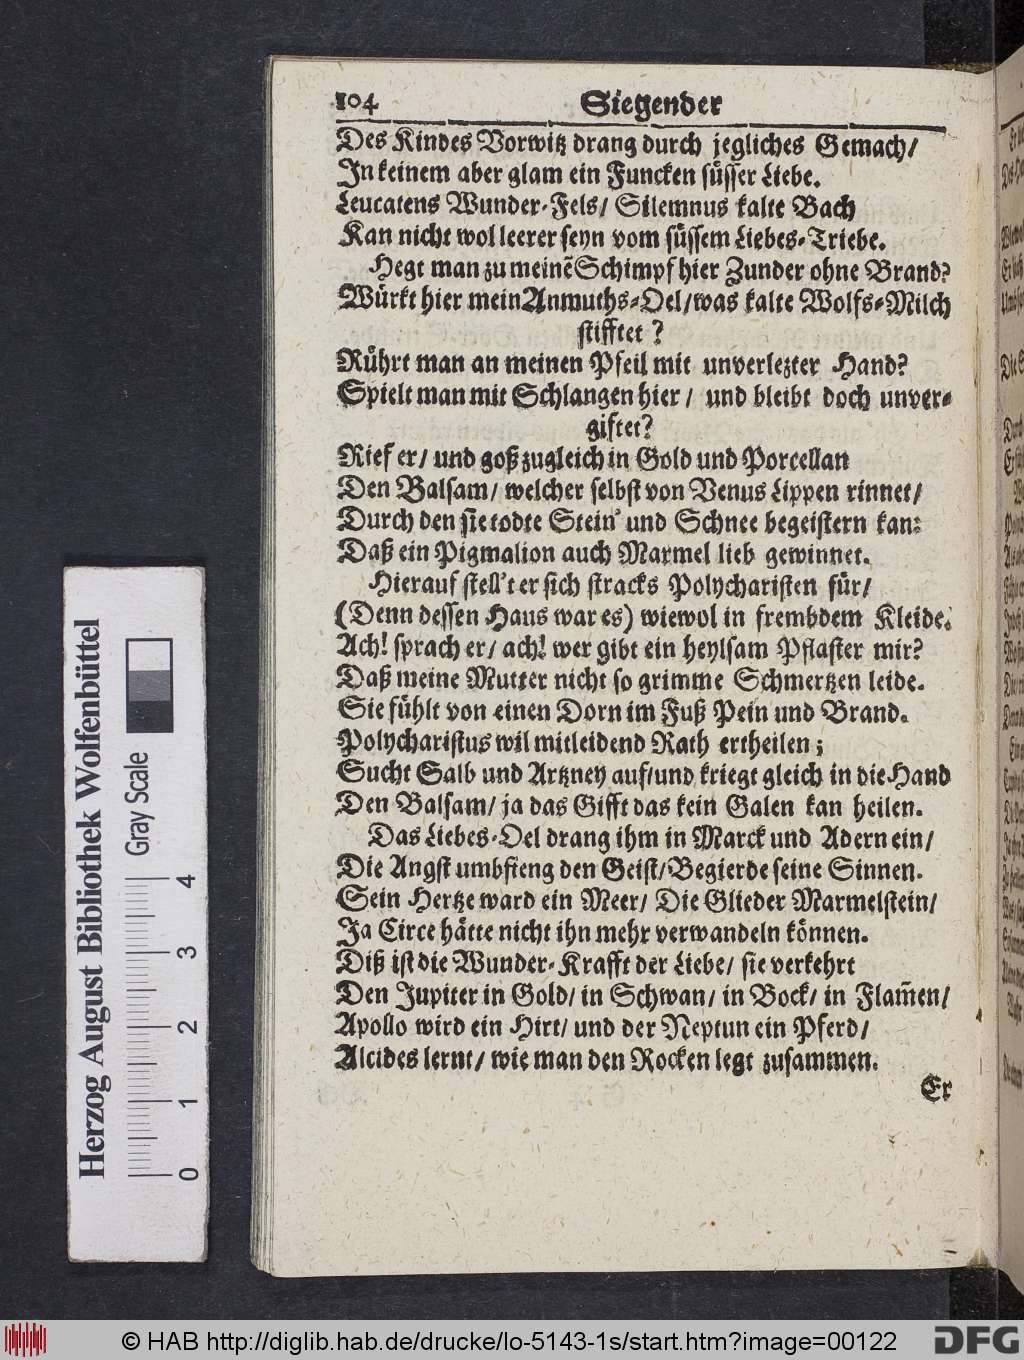 104 Siegender
Des Kindes Vorwitz drang durch jegliches Gemach/
In keinem aber glam ein Funcken süsser Liebe.
Leucatens Wunder-Fels/ Silemnus kalte Bach
Kan nicht wol leerer seyn vom süssem Liebes-Triebe.
Hegt man zu meinẽ Schimpf hier Zunder ohne Brand?
Würkt hier mein Anmuths-Oel/was kalte Wolfs-Milch
stifftet?
Rührt man an meinen Pfeil mit unverletzter Hand?
Spielt man mit Schlangen hier/ und bleibt doch unver-
giftet?
Rief er/ und goß zugleich in Gold und Porcellan
Den Balsam/ welcher selbst von Venus Lippen rinnet/
Durch den sie todte Stein' und Schnee begeistern kan:
Daß ein Pigmalion auch Marmel lieb gewinnet.
Hierauf stell't er sich stracks Polycharisten für/
(Denn dessen Haus war es) wiewol in frembdem Kleide.
Ach! sprach er/ ach! wer gibt ein heylsam Pflaster mir?
Daß meine Mutter nicht so grimme Schmertzen leide.
Sie fühlt von einen Dorn im Fuß Pein und Brand.
Polycharistus wil mitleidend Rath ertheilen;
Sucht Salb und Artzney auf/und kriegt gleich in die Hand
Den Balsam/ ja das Gifft das kein Galen kan heilen.
Das Liebes-Oel drang ihm in Marck und Adern ein/
Die Angst umbfieng den Geist/ Begierde seine Sinnen.
Sein Hertze ward ein Meer/ Die Glieder Marmelstein/
Ja Circe hätte nicht ihn mehr verwandeln können.
Diß ist die Wunder-Krafft der Liebe/ sie verkehrt
Den Jupiter in Gold/ in Schwan/ in Bock/ in Flam̃en/
Apollo wird ein Hirt/ und der Neptun ein Pferd/
Alcides lernt/ wie man den Rocken legt zusammen.
Er
Herzog August Bibliothek Wolfenbüttel
Gray Scale
0 1 2 3 4
© HAB http://diglib.hab.de/drucke/lo-5143-1s/start.htm?image=00122
DFG